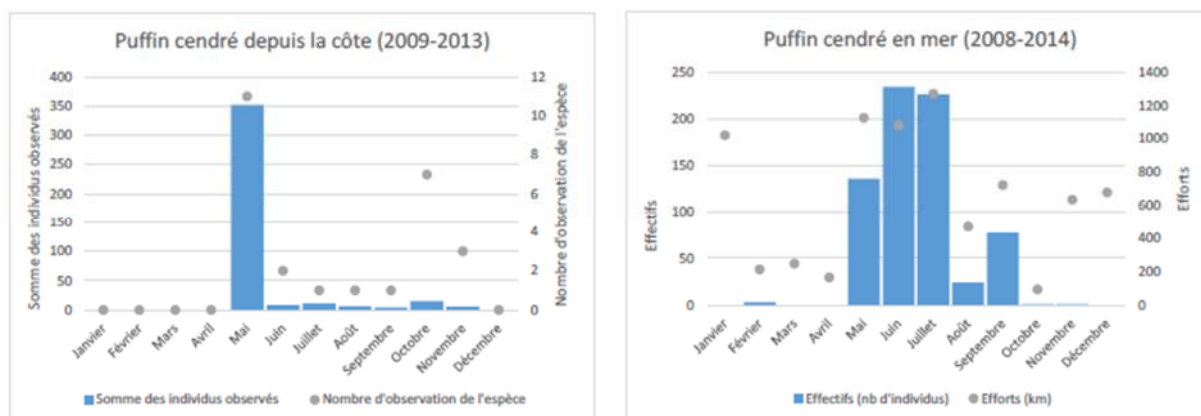 Puffin cendré depuis la côte (2009-2013)
400
350
300
250
200
150
100
50
0
Somme des individus observés
12
10
8
6
4
2
0
Nombre d'observation de l'espèce
Janvier
Février
Mars
Avril
Mai
Juin
Juillet
Août
Septembre
Octobre
Novembre
Décembre
Somme des individus observés
Nombre d'observation de l'espèce
Puffin cendré en mer (2008-2014)
250
200
150
100
50
0
Effectifs
1400
1200
1000
800
600
400
200
0
Efforts
Janvier
Février
Mars
Avril
Mai
Juin
Juillet
Août
Septembre
Octobre
Novembre
Décembre
Effectifs (nb d'individus)
Efforts (km)